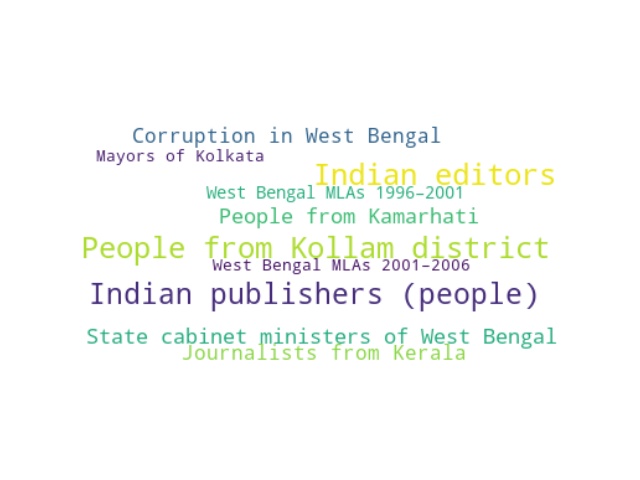 Corruption in West Bengal
Mayors of Kolkata
Indian editors
West Bengal MLAs 1996–2001
People from Kamarhati
People from Kollam district
West Bengal MLAs 2001–2006
Indian publishers (people)
State cabinet ministers of West Bengal
Journalists from Kerala